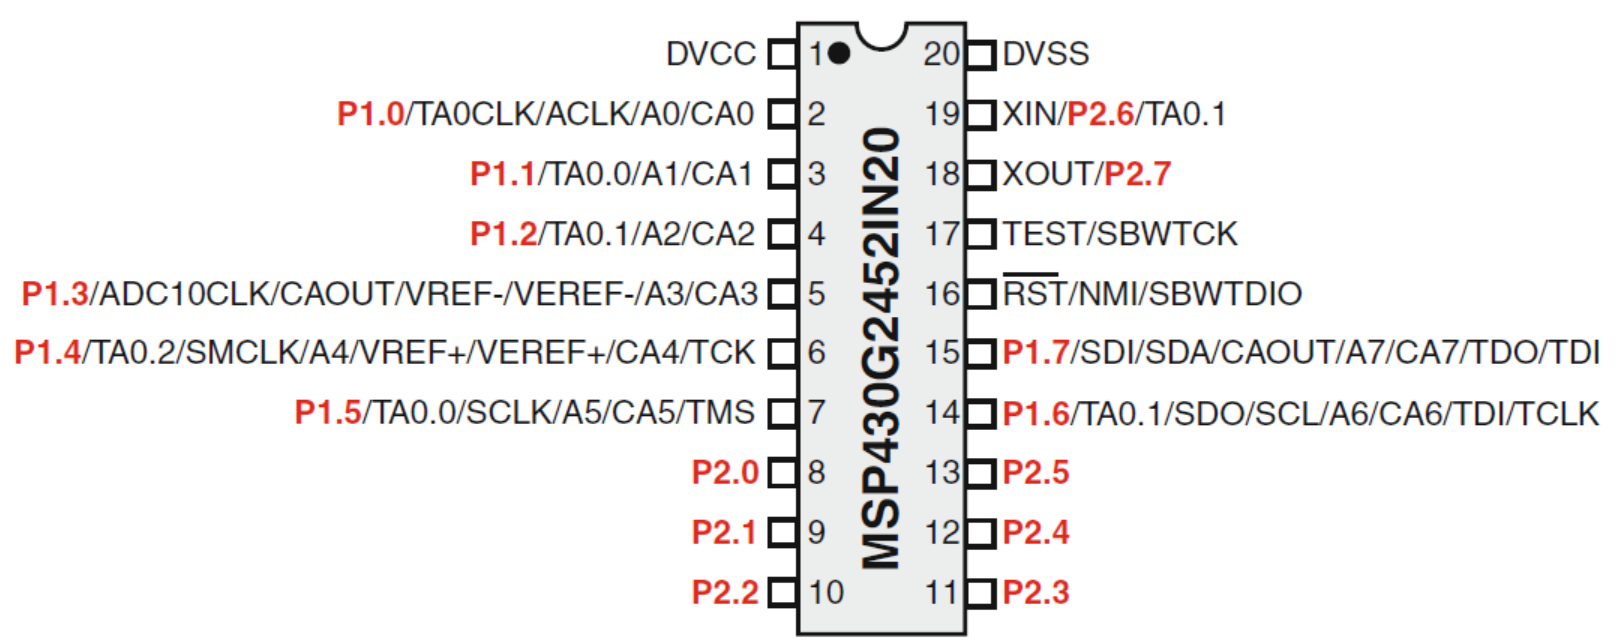 DVCC 1 20 DVSS
P1.0/TA0CLK/ACLK/A0/CA0 2 19 XIN/P2.6/TA0.1
P1.1/TA0.0/A1/CA1 3 18 XOUT/P2.7
P1.2/TA0.1/A2/CA2 4 17 TEST/SBWTCK
P1.3/ADC10CLK/CAOUT/VREF-/VEREF-/A3/CA3 5 16 RST/NMI/SBWTDIO
P1.4/TA0.2/SMCLK/A4/VREF+/VEREF+/CA4/TCK 6 15 P1.7/SDI/SDA/CAOUT/A7/CA7/TDO/TDI
P1.5/TA0.0/SCLK/A5/CA5/TMS 7 14 P1.6/TA0.1/SDO/SCL/A6/CA6/TDI/TCLK
P2.0 8 13 P2.5
P2.1 9 12 P2.4
P2.2 10 11 P2.3
MSP430G2452IN20